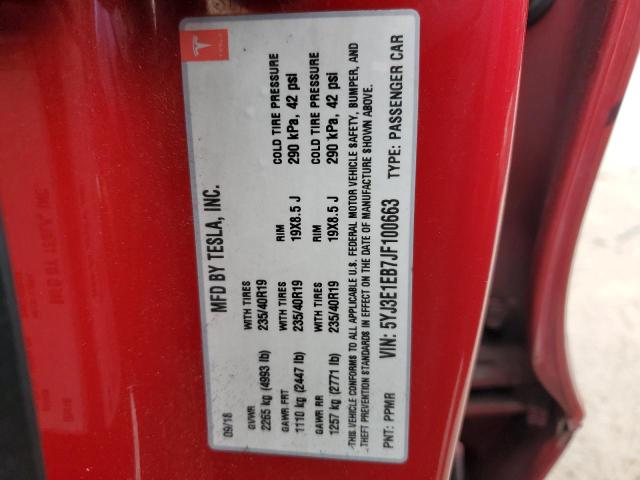 MFD BY TESLA, INC.
09/18
GVWR WITH TIRES RIM COLD TIRE PRESSURE
2265 kg (4993 lb) 235/40R19 290 kPa, 42 psi
GAWR FRT WITH TIRES RIM
1110 kg (2447 lb) 235/40R19 19X8.5 J
GAWR RR WITH TIRES RIM COLD TIRE PRESSURE
1257 kg (2771 lb) 235/40R19 19X8.5 J 290 kPa, 42 psi
THIS VEHICLE CONFORMS TO ALL APPLICABLE U.S. FEDERAL MOTOR VEHICLE SAFETY, BUMPER, AND
THEFT PREVENTION STANDARDS IN EFFECT ON THE DATE OF MANUFACTURE SHOWN ABOVE.
PNT: PPMR VIN: 5YJ3E1EB7JF100663 TYPE: PASSENGER CAR